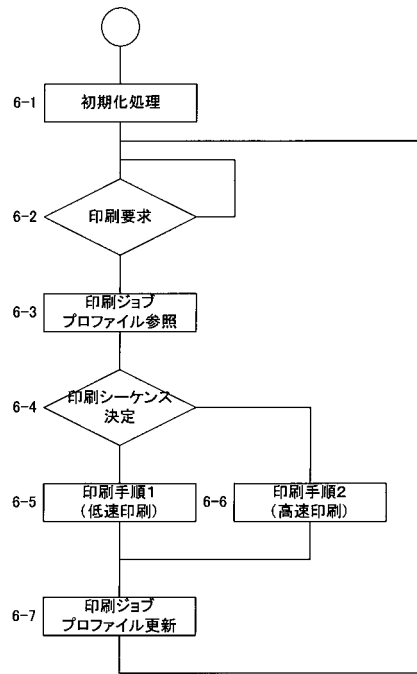 6-1
初期化処理
6-2
印刷要求
6-3
印刷ジョブ
プロファイル参照
6-4
印刷シーケンス
決定
6-5
印刷手順1
(低速印刷)
6-6
印刷手順2
(高速印刷)
6-7
印刷ジョブ
プロファイル更新